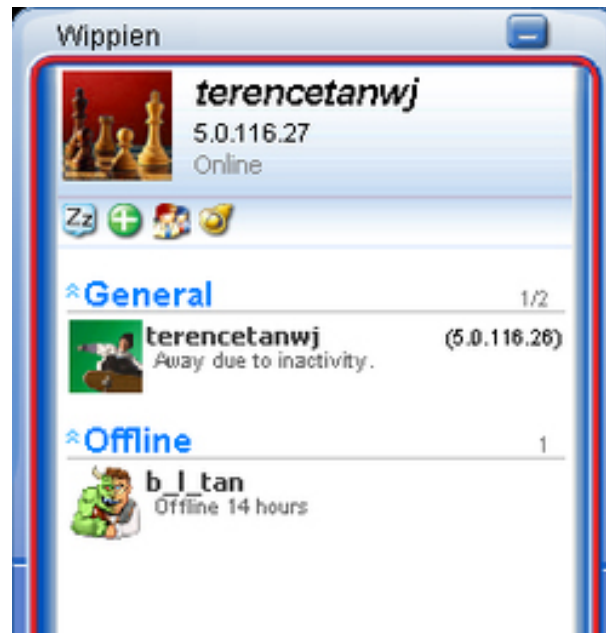 Wippien
terencetanwj
5.0.116.27
Online
Zz
General 1/2
terencetanwj (5.0.116.26)
Away due to inactivity.
Offline 1
b_l_tan
Offline 14 hours